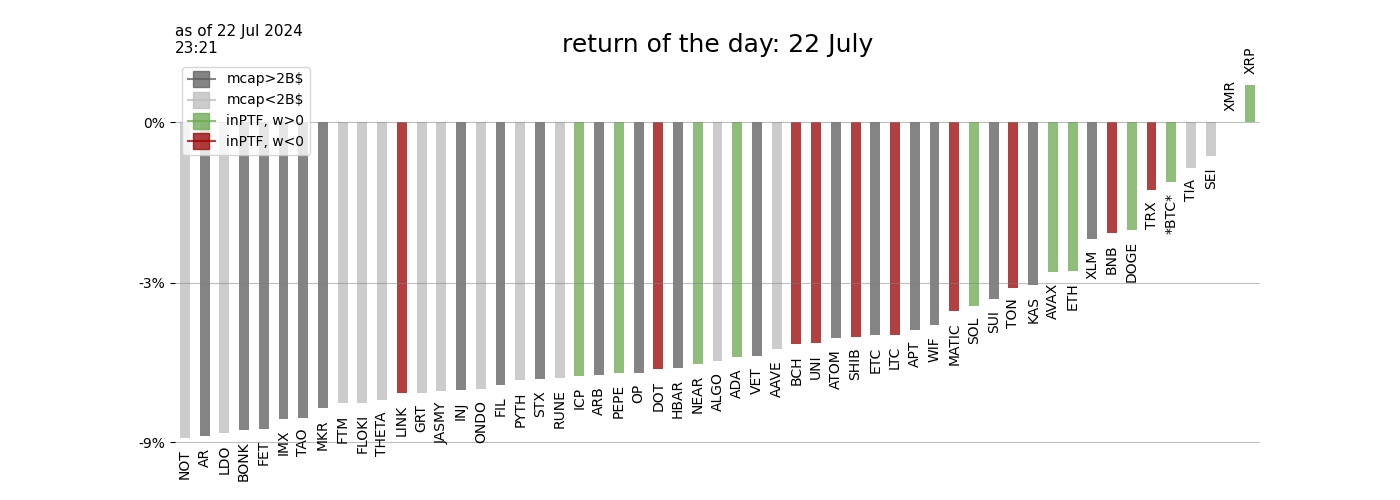 as of 22 Jul 2024
23:21
return of the day: 22 July
mcap>2B$
mcap<2B$
inPTF, w>0
inPTF, w<0
0%
-3%
-9%
NOT
AR
LDO
BONK
FET
IMX
TAO
MKR
FTM
FLOKI
THETA
LINK
GRT
JASMY
INJ
ONDO
FIL
PYTH
STX
RUNE
ICP
ARB
PEPE
OP
DOT
HBAR
NEAR
ALGO
ADA
VET
AAVE
BCH
UNI
ATOM
SHIB
ETC
LTC
APT
WIF
MATIC
SOL
SUI
TON
KAS
AVAX
ETH
XLM
BNB
DOGE
TRX
*BTC*
TIA
SEI
XMR
XRP